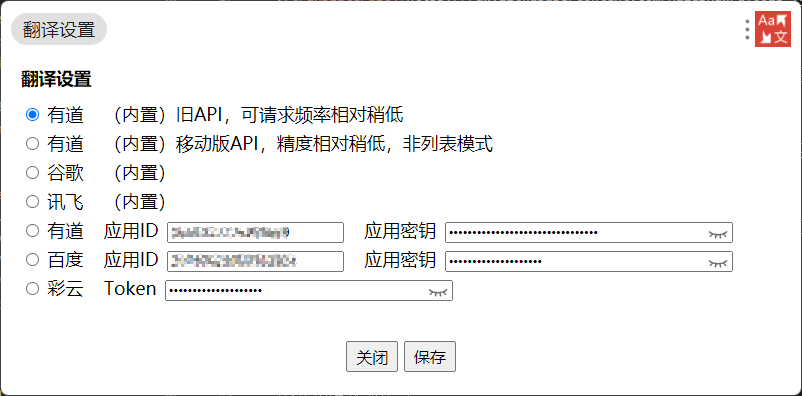 翻译设置
Aa 文
翻译设置
有道 （内置）旧API，可请求频率相对稍低
有道 （内置）移动版API，精度相对稍低，非列表模式
谷歌 （内置）
讯飞 （内置）
有道 应用ID 应用密钥
百度 应用ID 应用密钥
彩云 Token
关闭 保存